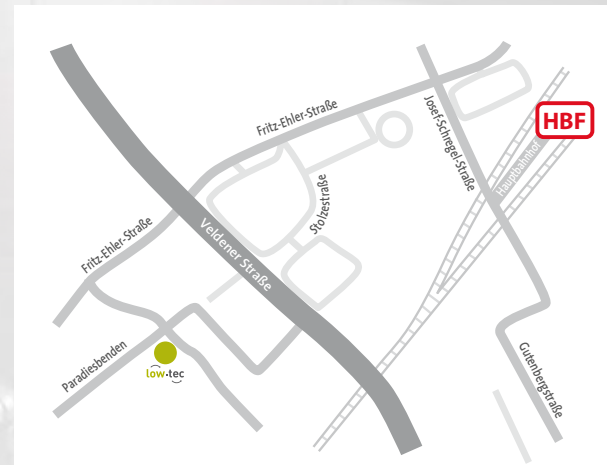 Fritz-Ehler-Straße
Josef-Schregel-Straße
HBF
Hauptbahnhof
Stolzestraße
Fritz-Ehler-Straße
Veldener Straße
Paradiesbenden
low-tec
Gutenbergstraße